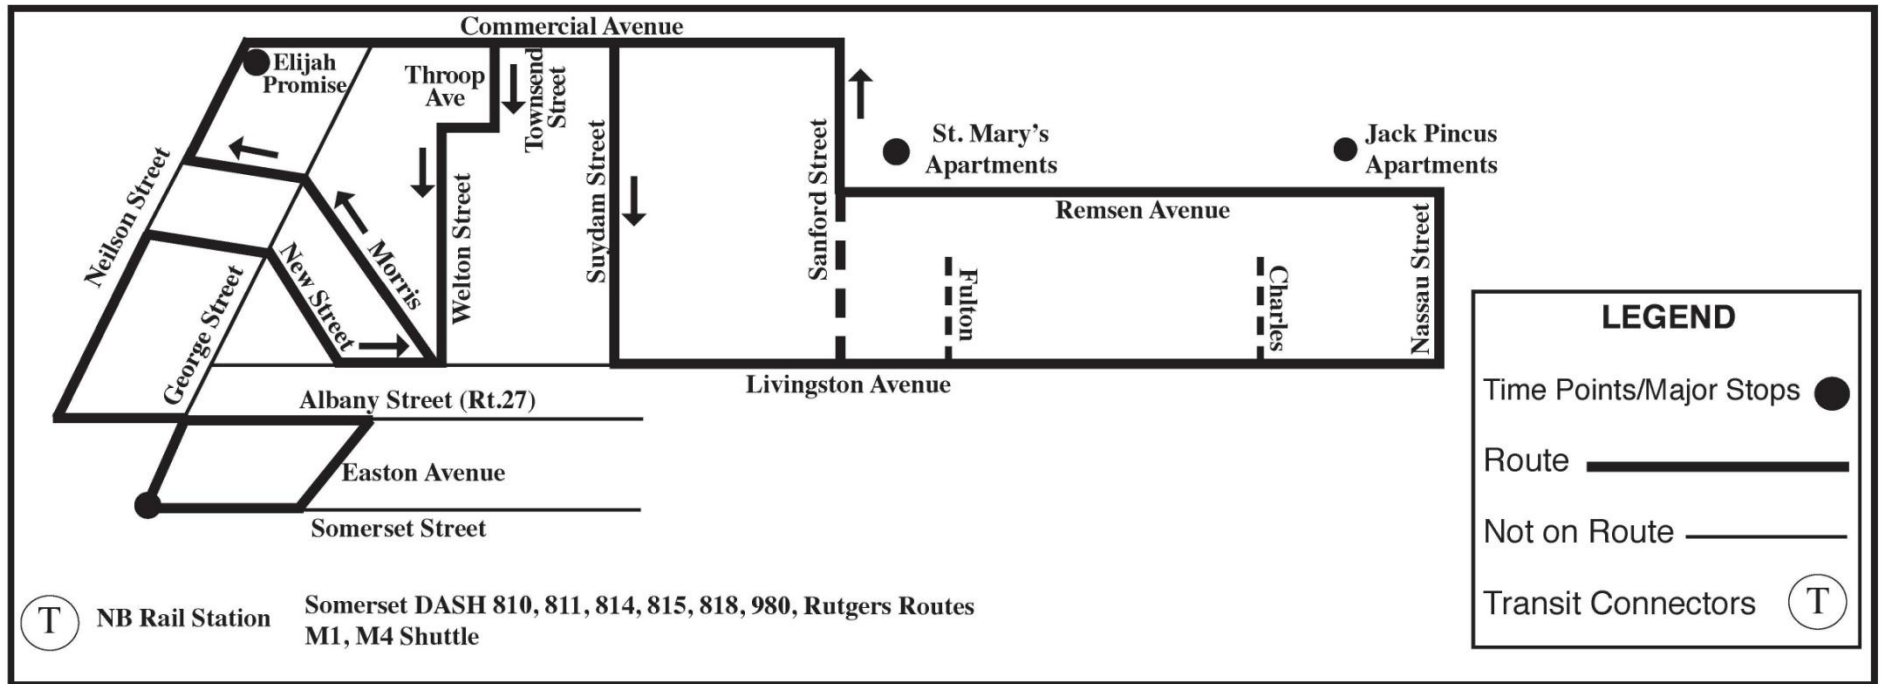 Commercial Avenue
Elijah
Promise
Throop
Ave
Townsend
Street
Neilson Street
George Street
New Street
Morris
Welton Street
Suydam Street
Sanford Street
St. Mary's
Apartments
Jack Pincus
Apartments
Remsen Avenue
Fulton
Charles
Nassau Street
Livingston Avenue
Albany Street (Rt.27)
Easton Avenue
Somerset Street
T
NB Rail Station
Somerset DASH 810, 811, 814, 815, 818, 980, Rutgers Routes
M1, M4 Shuttle
LEGEND
Time Points/Major Stops
Route
Not on Route
Transit Connectors T